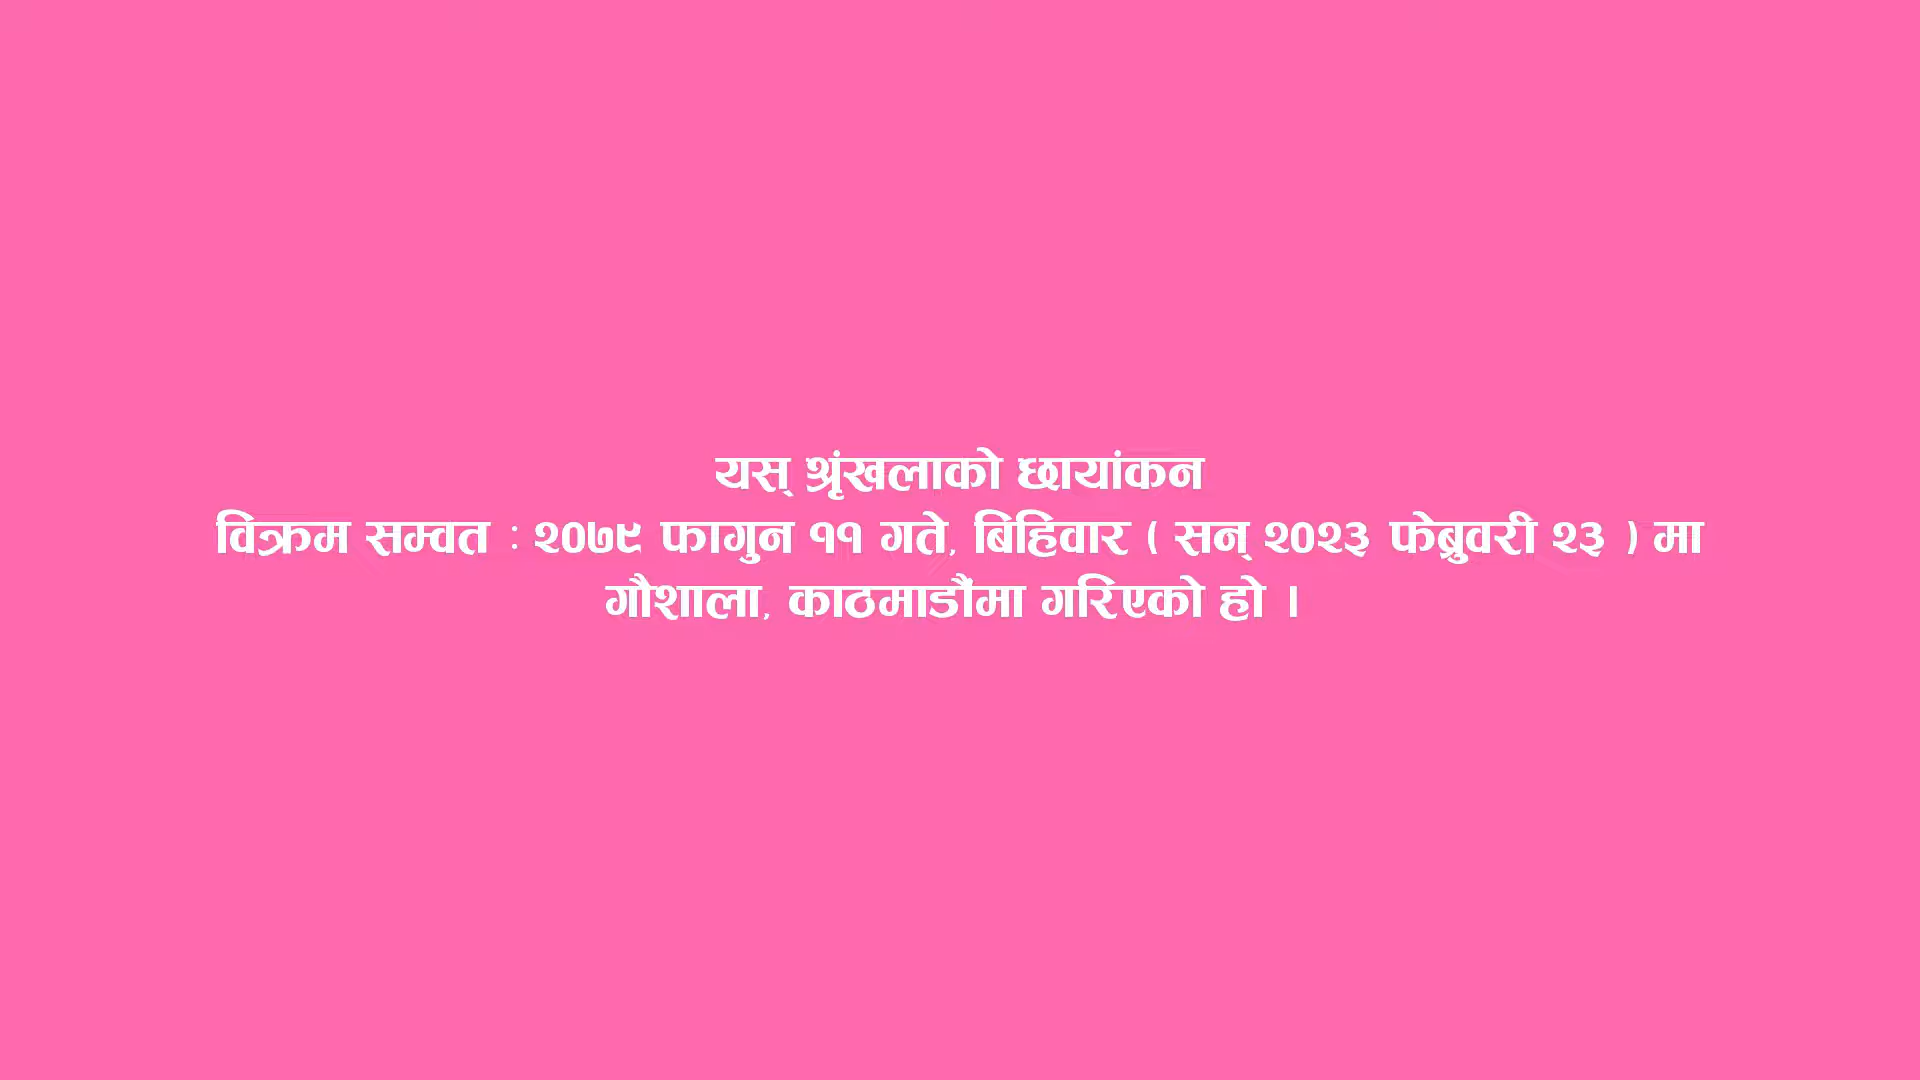 यस् श्रृंखलाको छायांकन
विक्रम सम्वत : २०७९ फागुन ११ गते, बिहिवार ( सन् २०२३ फेब्रुवरी २३ ) मा
गौशाला, काठमाडौंमा गरिएको हो ।